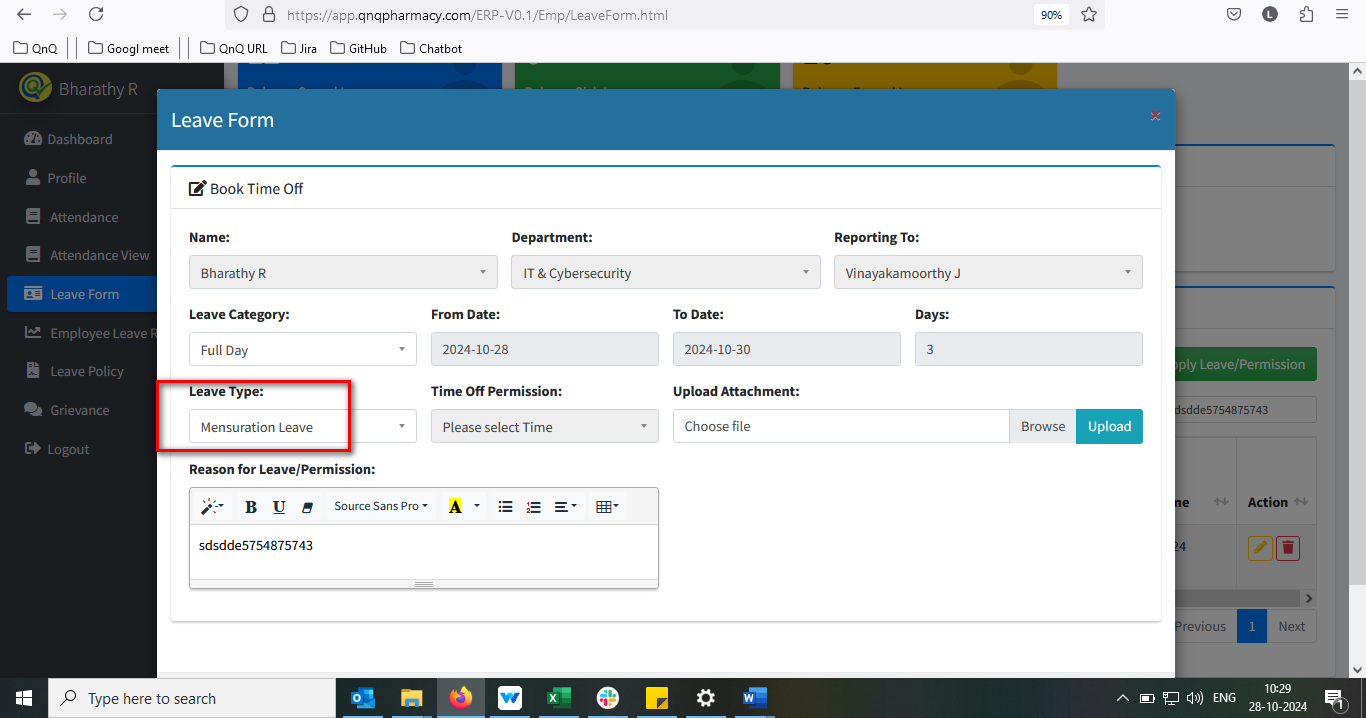 https://app.qnqpharmacy.com/ERP-V0.1/Emp/LeaveForm.html
90%
L
QnQ
Googl meet
QnQ URL
Jira
GitHub
Chatbot
Bharathy R
Leave Form
×
Dashboard
Profile
Attendance
Attendance View
Leave Form
Employee Leave R
Leave Policy
Grievance
Logout
Book Time Off
Name: Department: Reporting To:
Bharathy R IT & Cybersecurity Vinayakamoorthy J
Leave Category: From Date: To Date: Days:
Full Day 2024-10-28 2024-10-30 3
Leave Type: Time Off Permission: Upload Attachment:
Mensuration Leave Please select Time Choose file Browse Upload
Reason for Leave/Permission:
B U Source Sans Pro A
sdsdde5754875743
pply Leave/Permission
dsdde5754875743
me Action
24
Previous 1 Next
Type here to search
ENG
10:29
28-10-2024
1